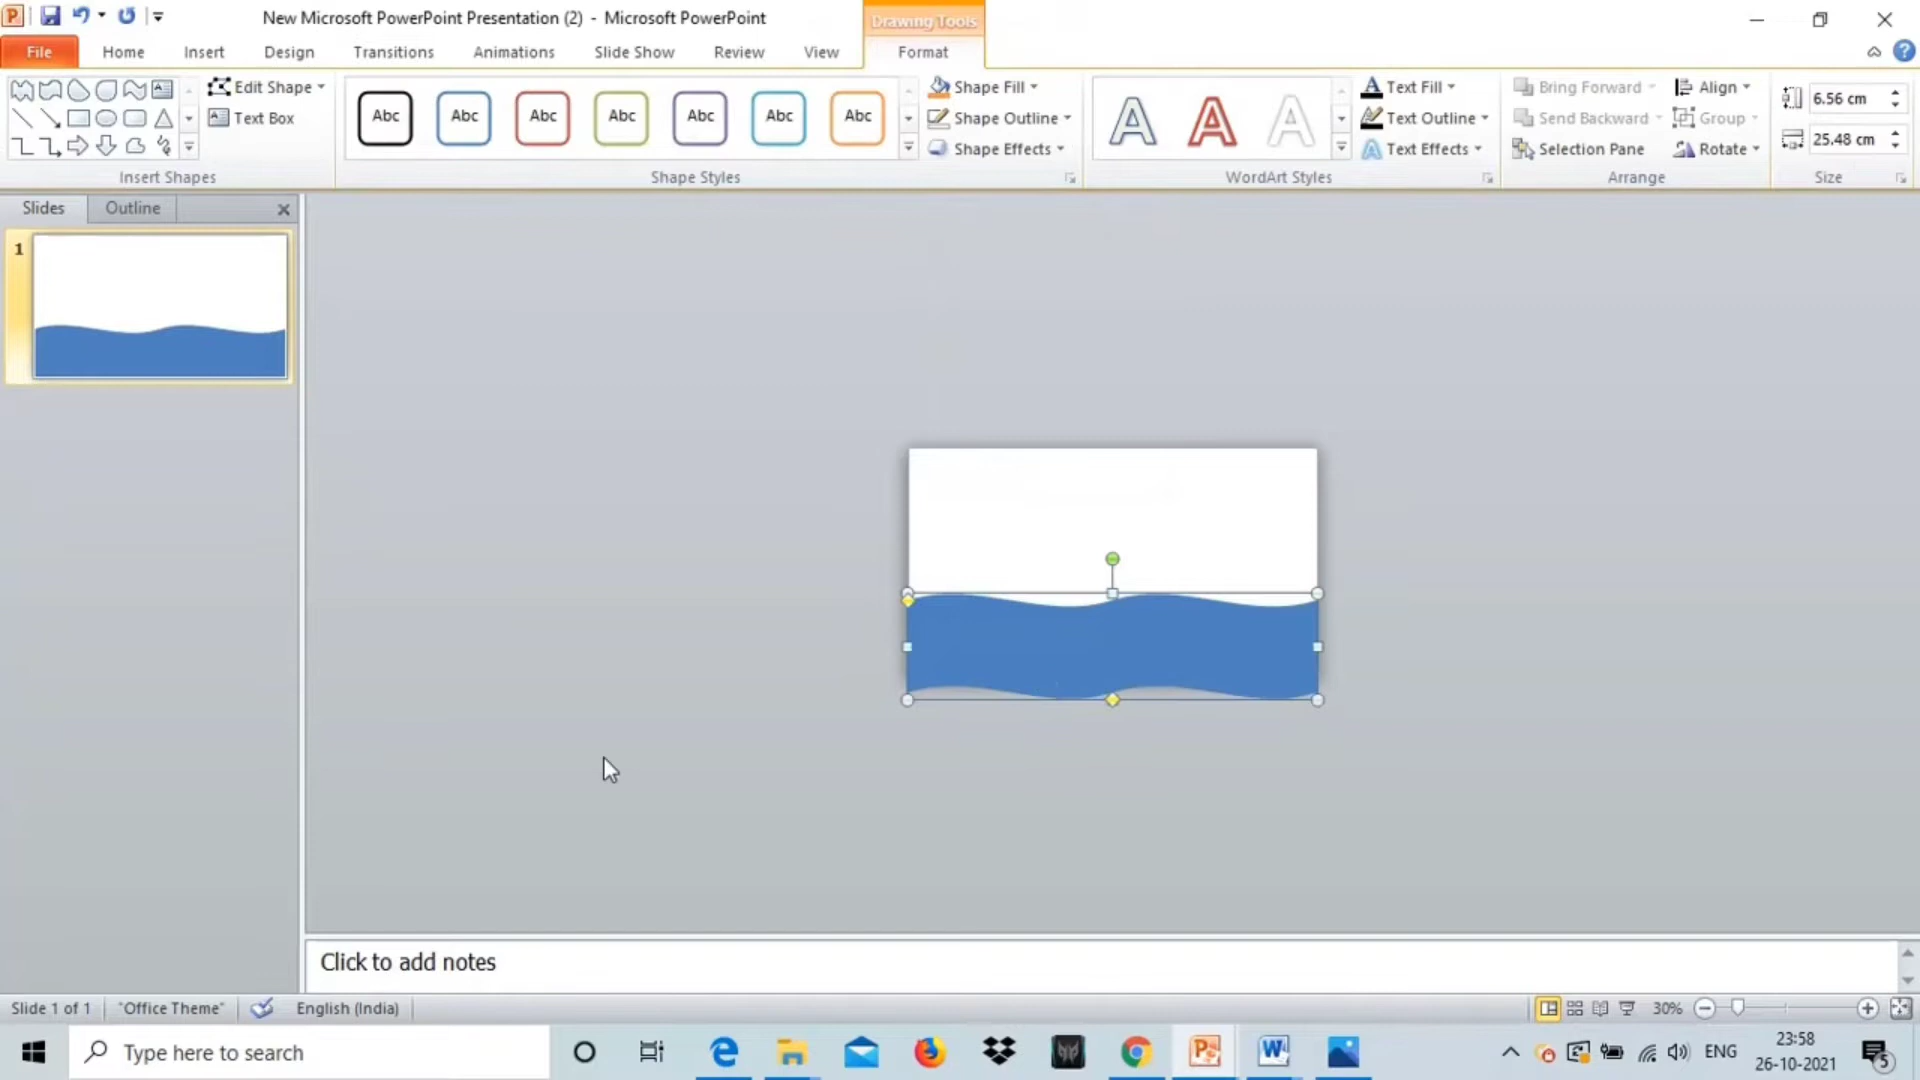 New Microsoft PowerPoint Presentation (2) - Microsoft PowerPoint
Drawing Tools
File Home Insert Design Transitions Animations Slide Show Review View Format
Edit Shape
Text Box
Insert Shapes
Abc Abc Abc Abc Abc Abc Abc
Shape Fill
Shape Outline
Shape Effects
Shape Styles
A A A
Text Fill
Text Outline
Text Effects
WordArt Styles
Bring Forward
Send Backward
Selection Pane
Align
Group
Rotate
Arrange
6.56 cm
25.48 cm
Size
Slides Outline
1
Click to add notes
Slide 1 of 1 "Office Theme" English (India) 30%
Type here to search
ENG
23:58
26-10-2021
5